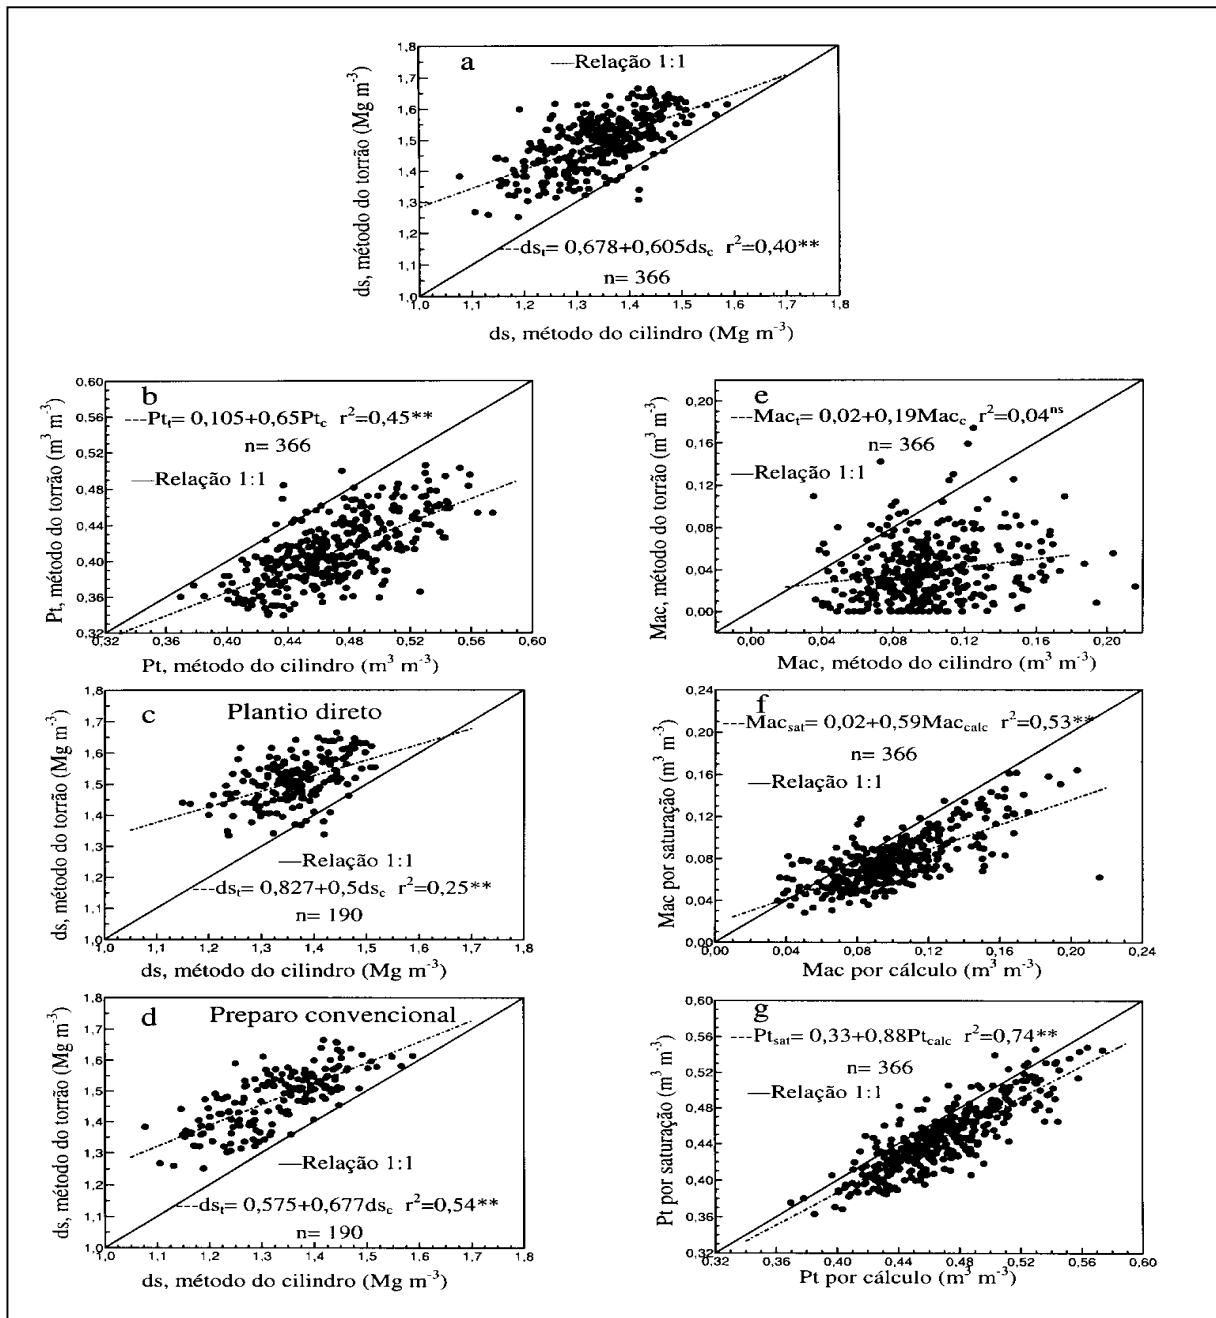 a
Relação 1:1
ds, método do torrão (Mg m⁻³)
1,8
1,7
1,6
1,5
1,4
1,3
1,2
1,1
1,0
dsₜ= 0,678+0,605ds꜀ r²=0,40**
n= 366
1,0 1,1 1,2 1,3 1,4 1,5 1,6 1,7 1,8
ds, método do cilindro (Mg m⁻³)
b
Ptₜ= 0,105+0,65Pt꜀ r²=0,45**
n= 366
Relação 1:1
Pt, método do torrão (m³ m⁻³)
0,60
0,56
0,52
0,48
0,44
0,40
0,36
0,32
0,32 0,36 0,40 0,44 0,48 0,52 0,56 0,60
Pt, método do cilindro (m³ m⁻³)
e
Macₜ= 0,02+0,19Mac꜀ r²=0,04ⁿˢ
n= 366
Relação 1:1
Mac, método do torrão (m³ m⁻³)
0,20
0,16
0,12
0,08
0,04
0,00
0,00 0,04 0,08 0,12 0,16 0,20
Mac, método do cilindro (m³ m⁻³)
c Plantio direto
ds, método do torrão (Mg m⁻³)
1,8
1,7
1,6
1,5
1,4
1,3
1,2
1,1
1,0
Relação 1:1
dsₜ= 0,827+0,5ds꜀ r²=0,25**
n= 190
1,0 1,1 1,2 1,3 1,4 1,5 1,6 1,7 1,8
ds, método do cilindro (Mg m⁻³)
f
Mac_sat= 0,02+0,59Mac_calc r²=0,53**
n= 366
Relação 1:1
Mac por saturação (m³ m⁻³)
0,24
0,20
0,16
0,12
0,08
0,04
0,00
0,00 0,04 0,08 0,12 0,16 0,20 0,24
Mac por cálculo (m³ m⁻³)
d Preparo convencional
ds, método do torrão (Mg m⁻³)
1,8
1,7
1,6
1,5
1,4
1,3
1,2
1,1
1,0
Relação 1:1
dsₜ= 0,575+0,677ds꜀ r²=0,54**
n= 190
1,0 1,1 1,2 1,3 1,4 1,5 1,6 1,7 1,8
ds, método do cilindro (Mg m⁻³)
g
Pt_sat= 0,33+0,88Pt_calc r²=0,74**
n= 366
Relação 1:1
Pt por saturação (m³ m⁻³)
0,60
0,56
0,52
0,48
0,44
0,40
0,36
0,32
0,32 0,36 0,40 0,44 0,48 0,52 0,56 0,60
Pt por cálculo (m³ m⁻³)